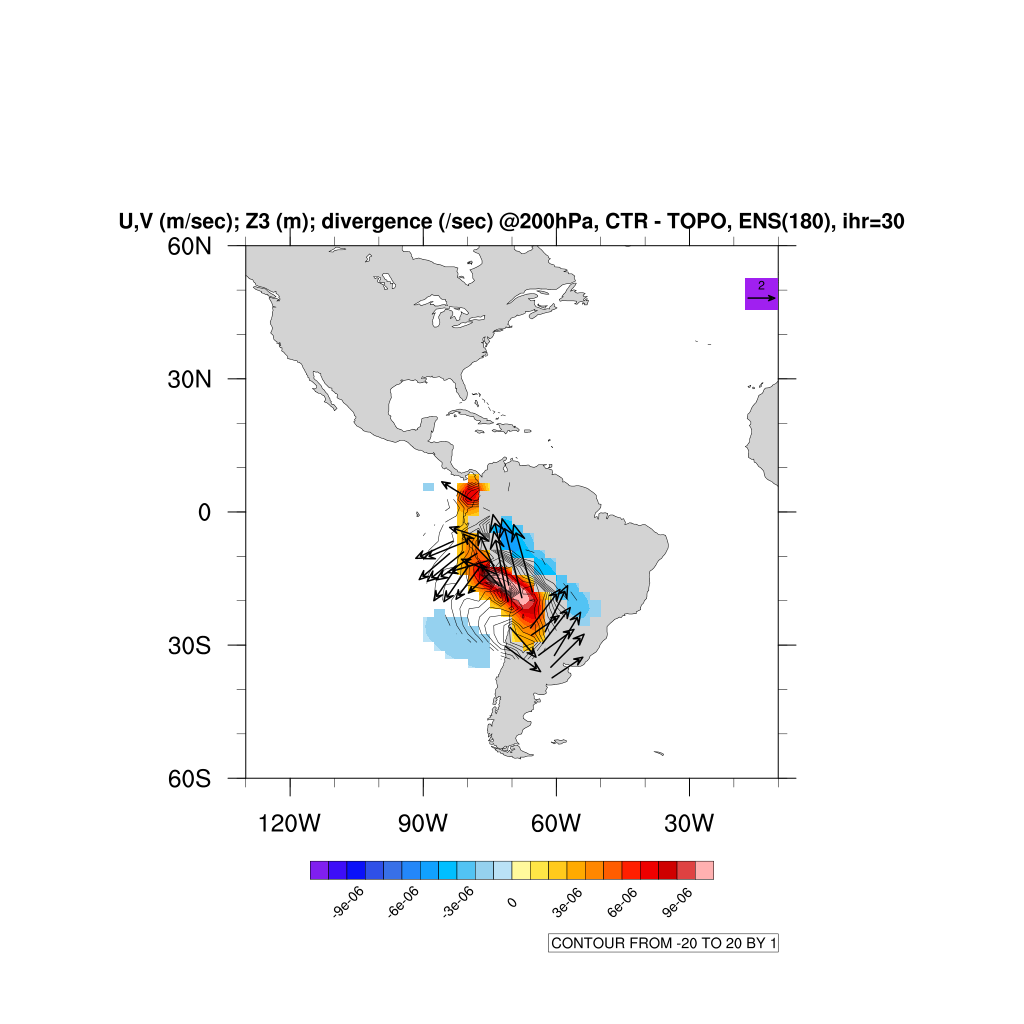 U,V (m/sec); Z3 (m); divergence (/sec) @200hPa, CTR - TOPO, ENS(180), ihr=30
60N
2
30N
0
30S
60S
120W 90W 60W 30W
-9e-06 -6e-06 -3e-06 0 3e-06 6e-06 9e-06
CONTOUR FROM -20 TO 20 BY 1